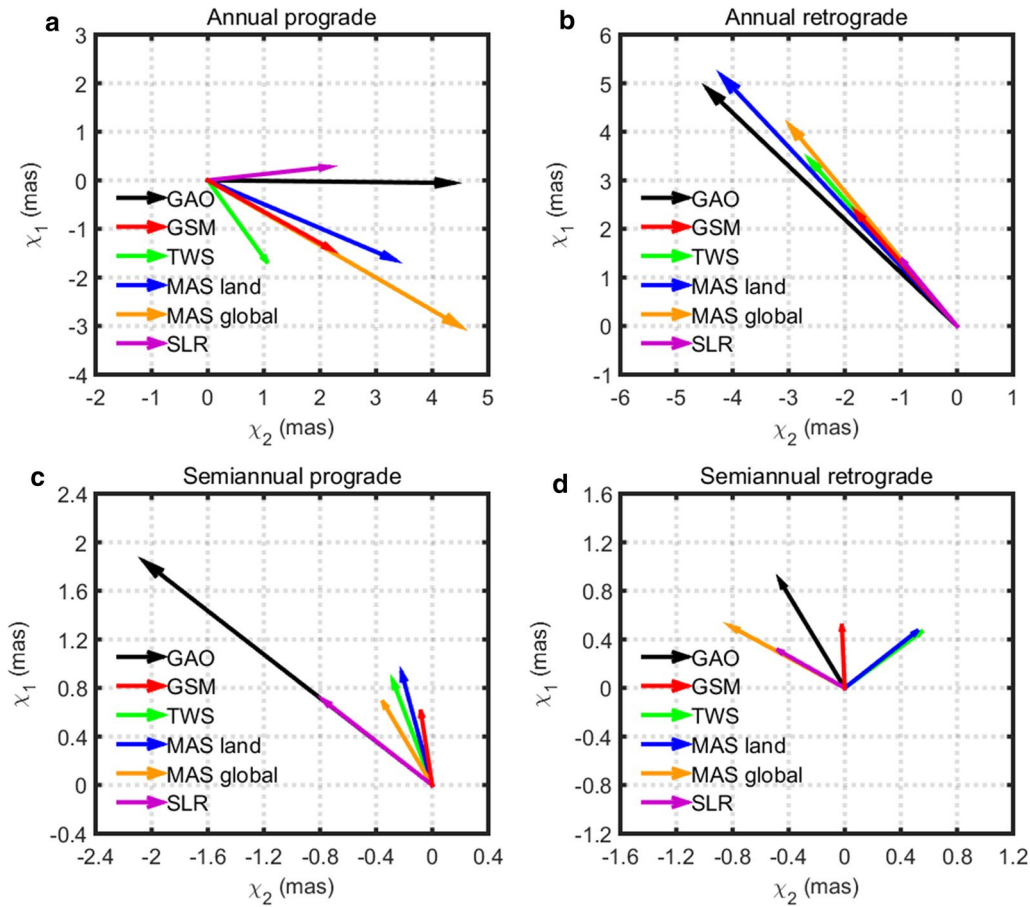 a Annual prograde
3
2
1
0
-1
-2
-3
-4
χ1 (mas)
GAO
GSM
TWS
MAS land
MAS global
SLR
-2 -1 0 1 2 3 4 5
χ2 (mas)
b Annual retrograde
6
5
4
3
2
1
0
-1
χ1 (mas)
GAO
GSM
TWS
MAS land
MAS global
SLR
-6 -5 -4 -3 -2 -1 0 1
χ2 (mas)
c Semiannual prograde
2.4
2
1.6
1.2
0.8
0.4
0
-0.4
χ1 (mas)
GAO
GSM
TWS
MAS land
MAS global
SLR
-2.4 -2 -1.6 -1.2 -0.8 -0.4 0 0.4
χ2 (mas)
d Semiannual retrograde
1.6
1.2
0.8
0.4
0
-0.4
-0.8
-1.2
χ1 (mas)
GAO
GSM
TWS
MAS land
MAS global
SLR
-1.6 -1.2 -0.8 -0.4 0 0.4 0.8 1.2
χ2 (mas)